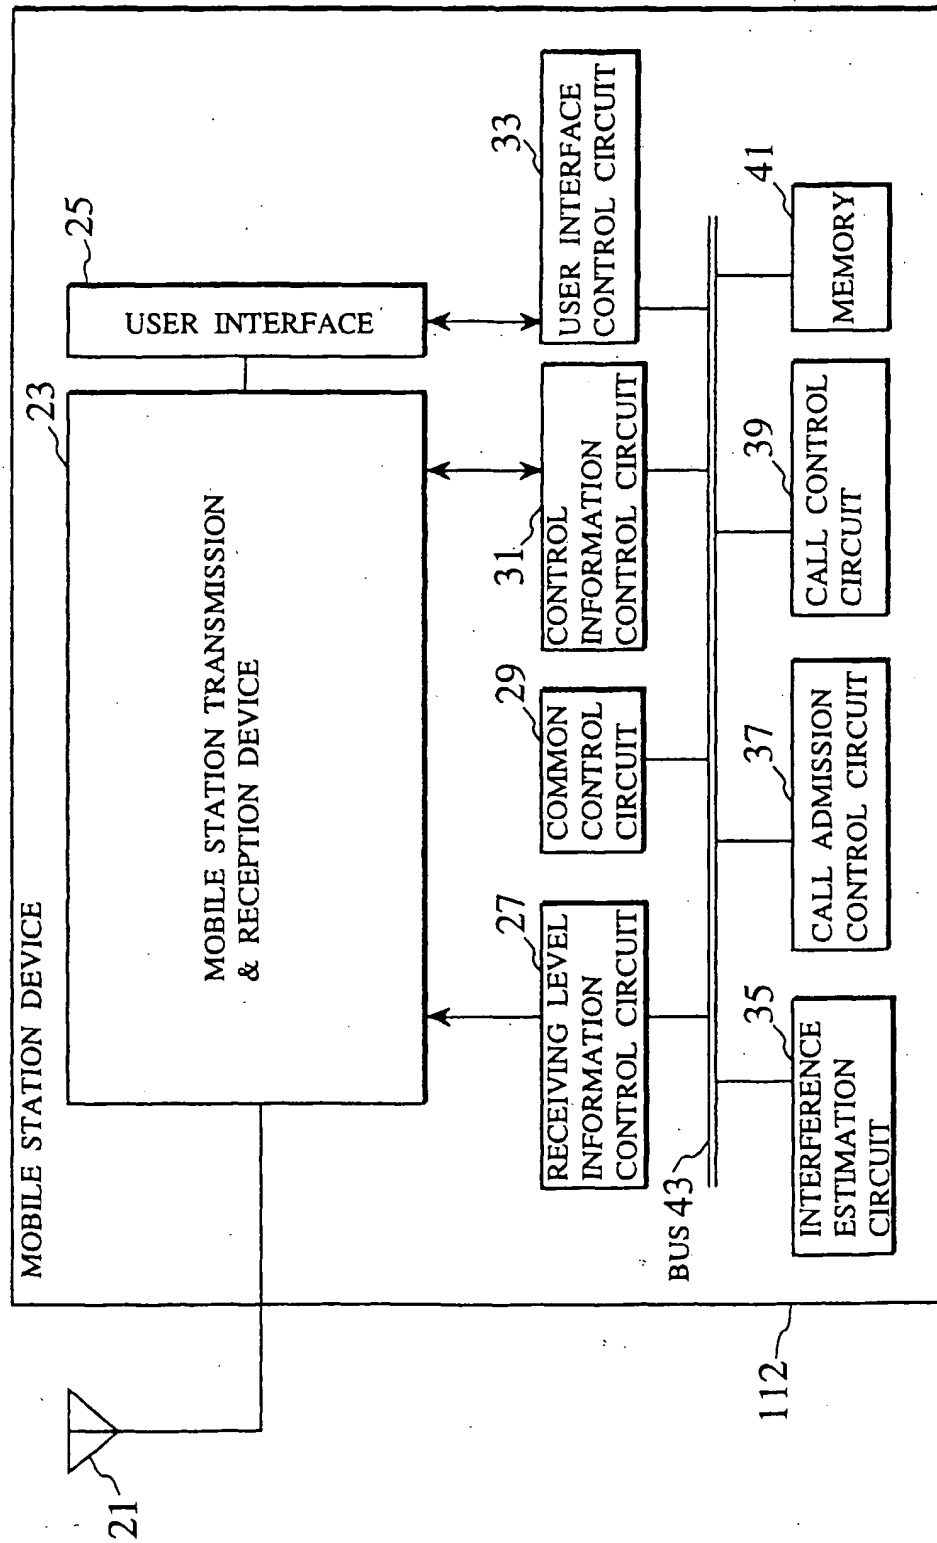 MOBILE STATION DEVICE
21
23
MOBILE STATION TRANSMISSION
& RECEPTION DEVICE
25
USER INTERFACE
27
RECEIVING LEVEL
INFORMATION
CONTROL CIRCUIT
29
COMMON
CONTROL
CIRCUIT
31
CONTROL
INFORMATION
CONTROL CIRCUIT
33
USER INTERFACE
CONTROL CIRCUIT
BUS 43
35
INTERFERENCE
ESTIMATION
CIRCUIT
37
CALL ADMISSION
CONTROL CIRCUIT
39
CALL CONTROL
CIRCUIT
41
MEMORY
112